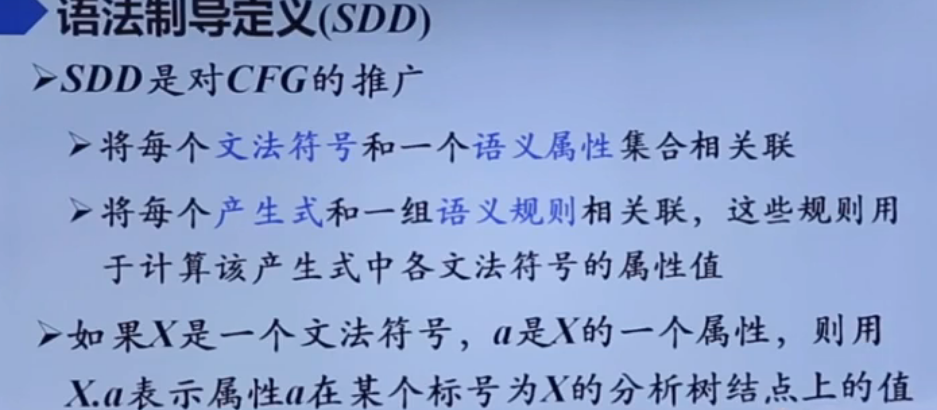 语法制导定义(SDD)
➢SDD是对CFG的推广
➢将每个文法符号和一个语义属性集合相关联
➢将每个产生式和一组语义规则相关联，这些规则用
于计算该产生式中各文法符号的属性值
➢如果X是一个文法符号，a是X的一个属性，则用
X.a表示属性a在某个标号为X的分析树结点上的值